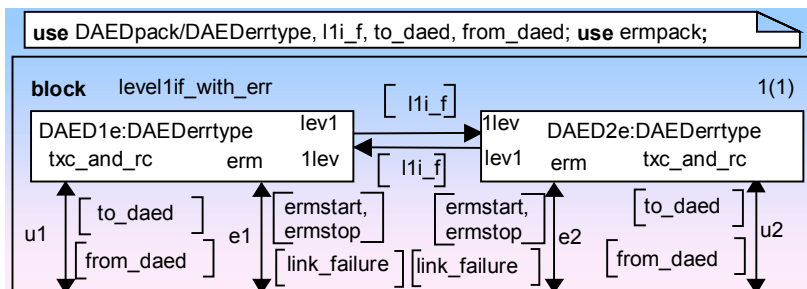 use DAEDpack/DAEDerrtype, l1i_f, to_daed, from_daed; use ermpack;
block level1if_with_err
1(1)
[ l1i_f ]
DAED1e:DAEDerrtype
lev1
txc_and_rc
erm
1lev
1lev
DAED2e:DAEDerrtype
lev1
erm
txc_and_rc
[ l1i_f ]
u1
[to_daed ]
[from_daed ]
e1
[ermstart,
ermstop ]
[link_failure ]
[ermstart,
ermstop ]
[link_failure ]
e2
[to_daed ]
[from_daed ]
u2